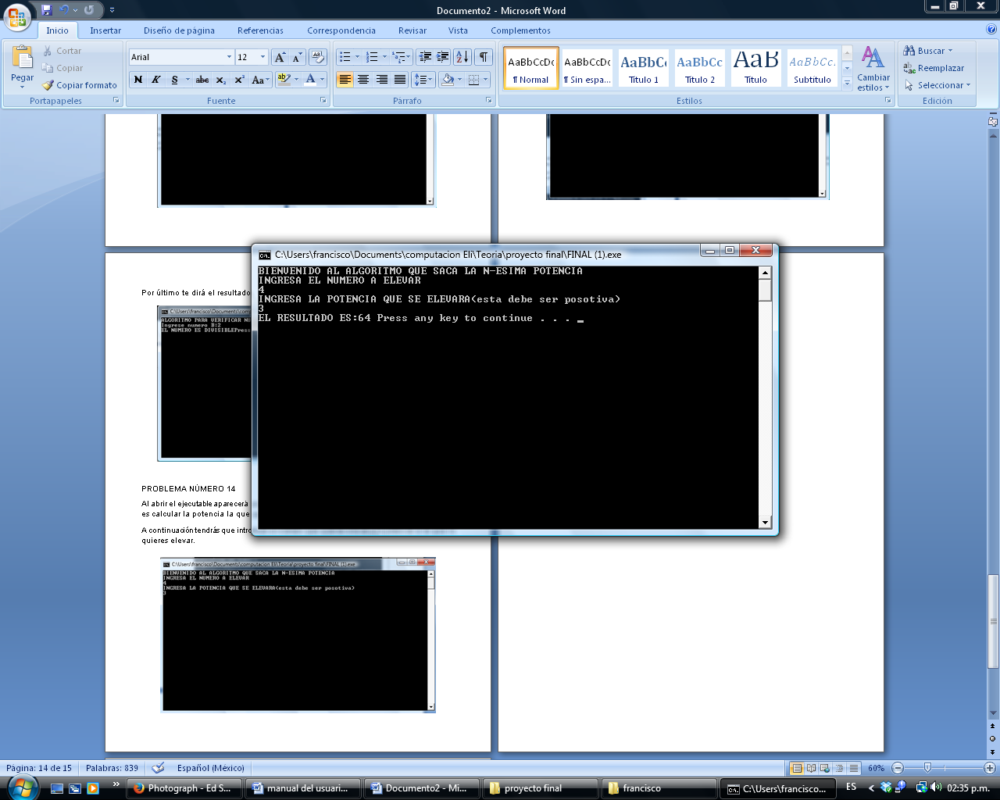 Documento2 - Microsoft Word
Inicio Insertar Diseño de página Referencias Correspondencia Revisar Vista Complementos
Pegar
Cortar
Copiar
Copiar formato
Portapapeles
Arial 12
N K S abc x₂ x² Aa
Fuente
Párrafo
AaBbCcDc AaBbCcDc AaBbC AaBbCc AaB AaBbCc.
¶ Normal ¶ Sin espa... Título 1 Título 2 Título Subtítulo
Cambiar estilos
Estilos
Buscar
Reemplazar
Seleccionar
Edición
Por último te dirá el resultado
ALGORITMO PARA VERIFICAR NU
Ingrese numero B:2
EL NUMERO ES DIVISIBLEPress
PROBLEMA NÚMERO 14
Al abrir el ejecutable aparecerá
es calcular la potencia la que
A continuación tendrás que intro
quieres elevar.
C:\Users\francisco\Documents\computacion Eli\Teoria\proyecto final\FINAL (1).exe
BIENVENIDO AL ALGORITMO QUE SACA LA N-ESIMA POTENCIA
INGRESA EL NUMERO A ELEVAR
4
INGRESA LA POTENCIA QUE SE ELEVARA(esta debe ser posotiva)
3
C:\Users\francisco\Documents\computacion Eli\Teoria\proyecto final\FINAL (1).exe
BIENVENIDO AL ALGORITMO QUE SACA LA N-ESIMA POTENCIA
INGRESA EL NUMERO A ELEVAR
4
INGRESA LA POTENCIA QUE SE ELEVARA(esta debe ser posotiva)
3
EL RESULTADO ES:64 Press any key to continue . . .
Página: 14 de 15 Palabras: 839 Español (México) 60%
Photograph - Ed S... manual del usuari... Documento2 - Mi... proyecto final francisco C:\Users\francisco... ES 02:35 p.m.